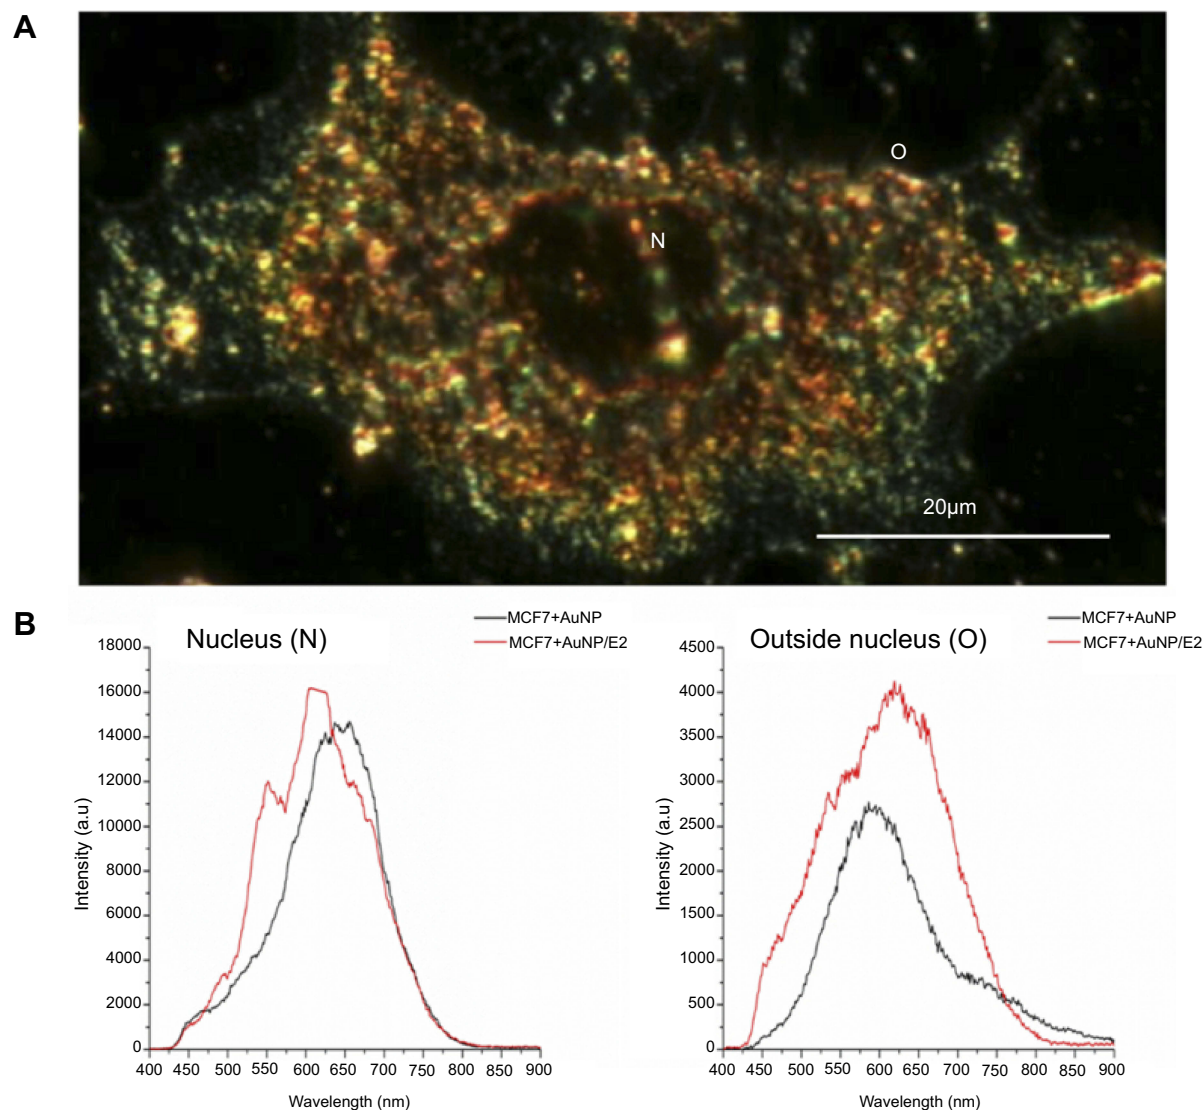 A
O
N
20µm
B
Nucleus (N)
MCF7+AuNP
MCF7+AuNP/E2
18000
16000
14000
12000
10000
8000
6000
4000
2000
0
Intensity (a.u)
400 450 500 550 600 650 700 750 800 850 900
Wavelength (nm)
Outside nucleus (O)
MCF7+AuNP
MCF7+AuNP/E2
4500
4000
3500
3000
2500
2000
1500
1000
500
0
Intensity (a.u)
400 450 500 550 600 650 700 750 800 850 900
Wavelength (nm)